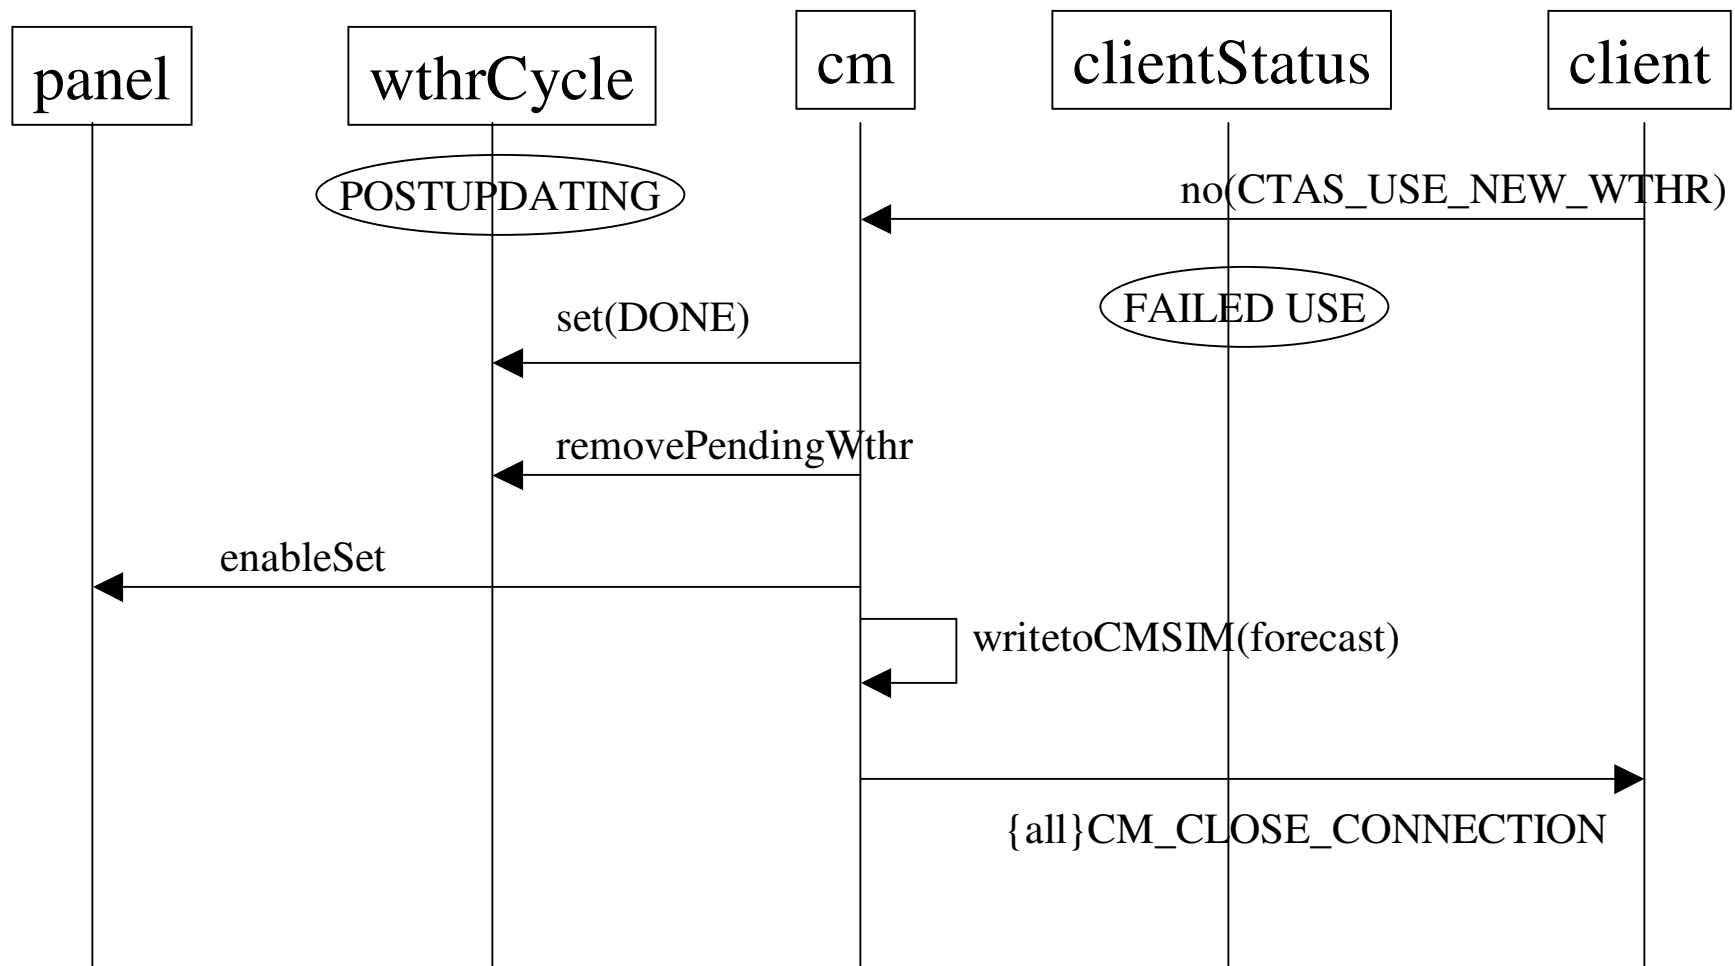 panel
wthrCycle
cm
clientStatus
client
POSTUPDATING
no(CTAS_USE_NEW_WTHR)
FAILED USE
set(DONE)
removePendingWthr
enableSet
writetoCMSIM(forecast)
{all}CM_CLOSE_CONNECTION